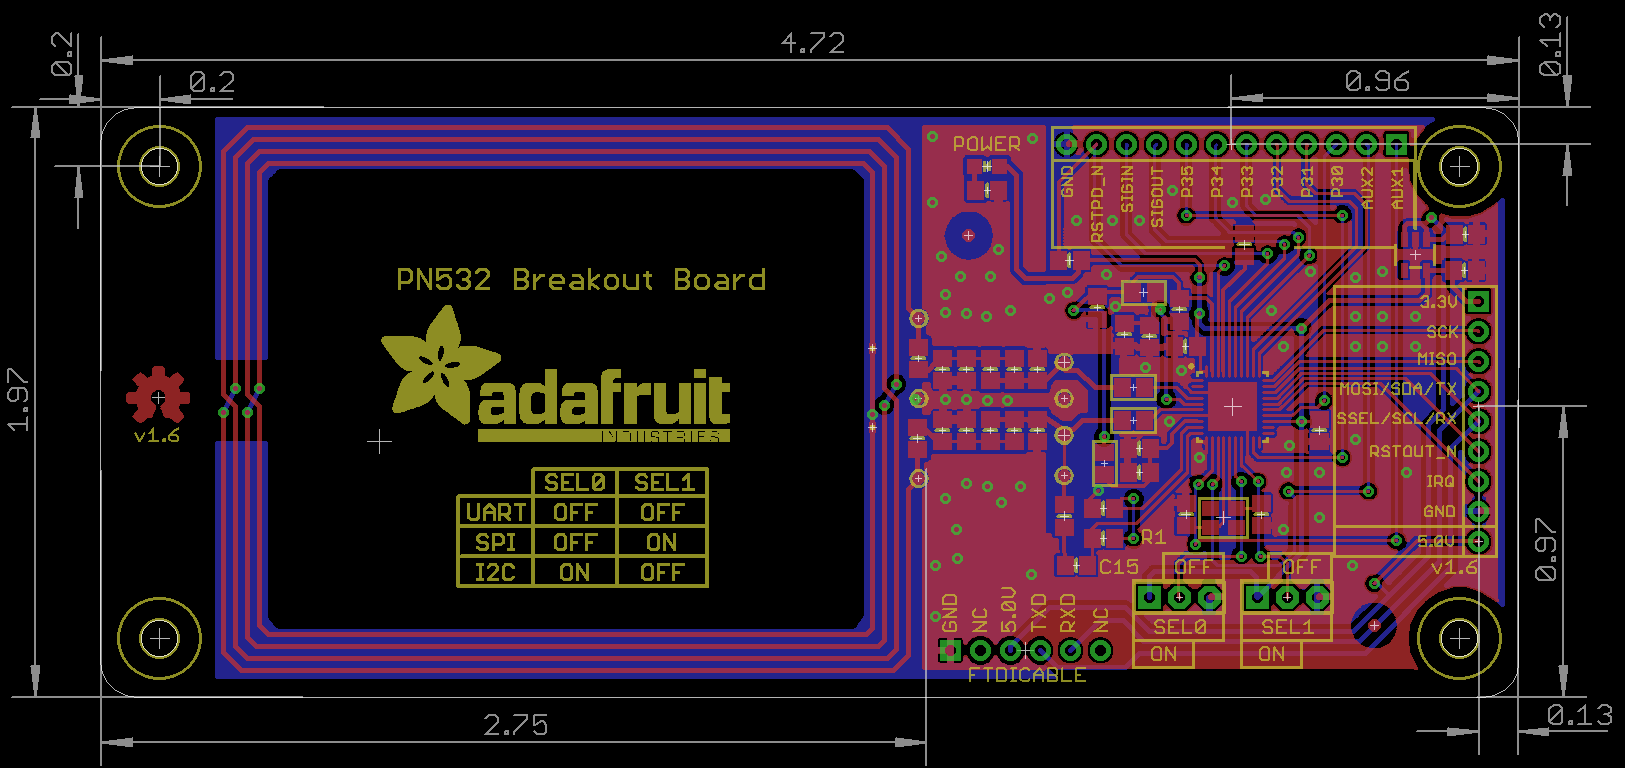 4.72
0.2
0.2
0.13
0.96
POWER
GND
RSTPD_N
SIGIN
SIGOUT
P35
P34
P33
P32
P31
P30
AUX2
AUX1
PN532 Breakout Board
adafruit
INDUSTRIES
v1.6
1.97
SEL0 SEL1
UART OFF OFF
SPI OFF ON
I2C ON OFF
3.3V
SCK
MISO
MOSI/SDA/TX
SSEL/SCL/RX
RSTOUT_N
IRQ
GND
5.0V
v1.6
R1
C15
OFF OFF
SEL0 SEL1
ON ON
GND
NC
5.0V
TXD
RXD
NC
FTDICABLE
0.97
2.75
0.13